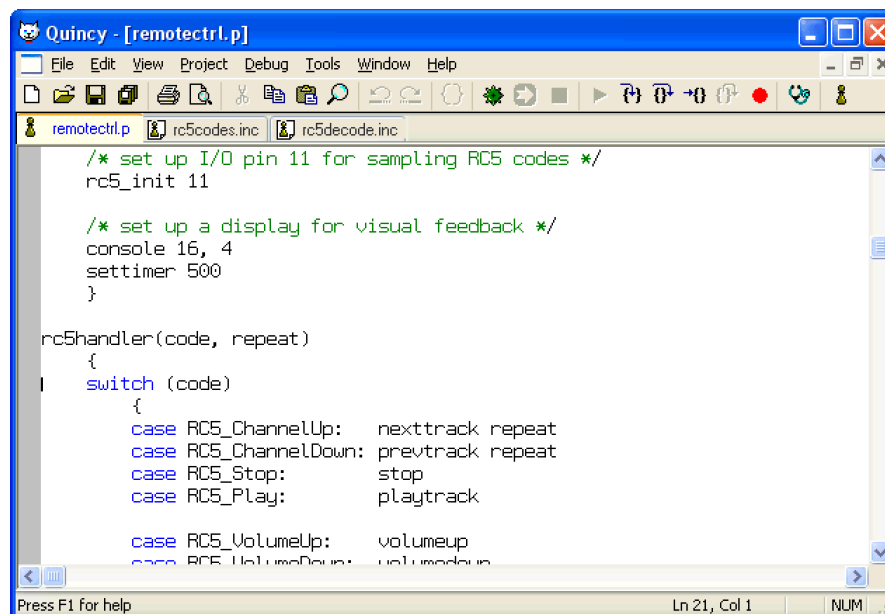 Quincy - [remotectrl.p]
File Edit View Project Debug Tools Window Help
remotectrl.p rc5codes.inc rc5decode.inc
/* set up I/O pin 11 for sampling RC5 codes */
rc5_init 11
/* set up a display for visual feedback */
console 16, 4
settimer 500
}
rc5handler(code, repeat)
{
switch (code)
{
case RC5_ChannelUp: nexttrack repeat
case RC5_ChannelDown: prevtrack repeat
case RC5_Stop: stop
case RC5_Play: playtrack
case RC5_VolumeUp: volumeup
case RC5_VolumeDown: volumedown
Press F1 for help Ln 21, Col 1 NUM